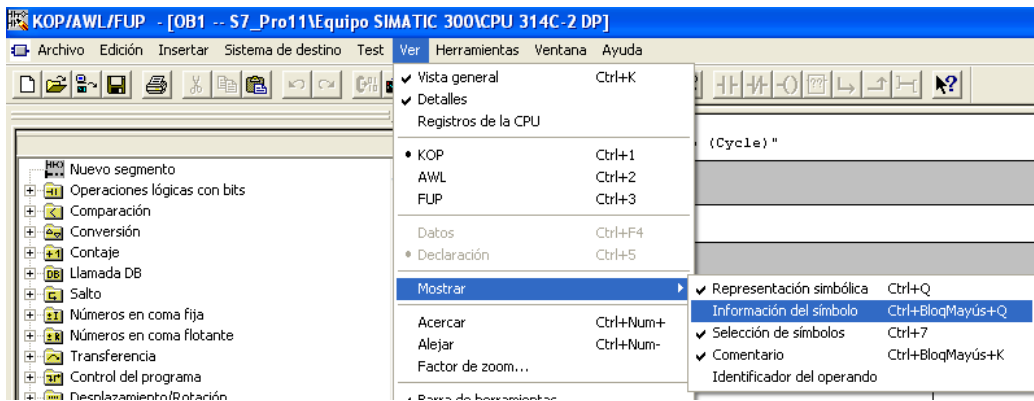 KOP/AWL/FUP - [OB1 -- S7_Pro11\Equipo SIMATIC 300\CPU 314C-2 DP]
Archivo Edición Insertar Sistema de destino Test Ver Herramientas Ventana Ayuda
Vista general Ctrl+K
Detalles
Registros de la CPU
KOP Ctrl+1
AWL Ctrl+2
FUP Ctrl+3
Datos Ctrl+F4
Declaración Ctrl+5
Mostrar
Acercar Ctrl+Num+
Alejar Ctrl+Num-
Factor de zoom...
Barra de herramientas
Representación simbólica Ctrl+Q
Información del símbolo Ctrl+BloqMayús+Q
Selección de símbolos Ctrl+7
Comentario Ctrl+BloqMayús+K
Identificador del operando
(Cycle)"
Nuevo segmento
Operaciones lógicas con bits
Comparación
Conversión
Contaje
Llamada DB
Salto
Números en coma fija
Números en coma flotante
Transferencia
Control del programa
Desplazamiento/Rotación